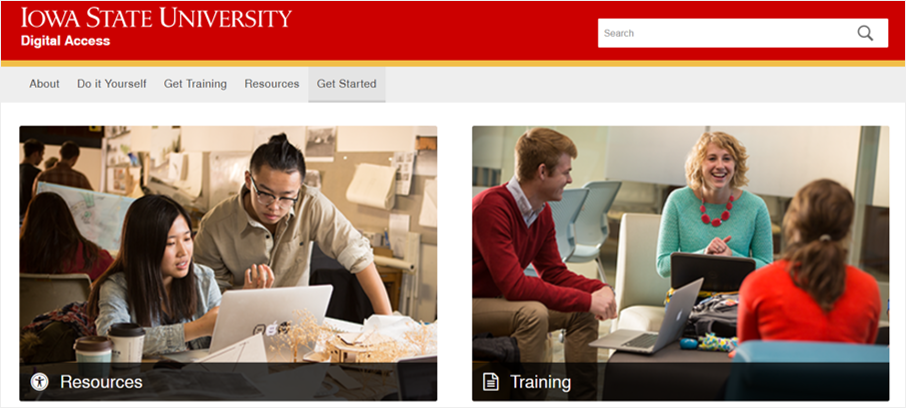 IOWA STATE UNIVERSITY
Digital Access
Search
About Do it Yourself Get Training Resources Get Started
Resources
Training